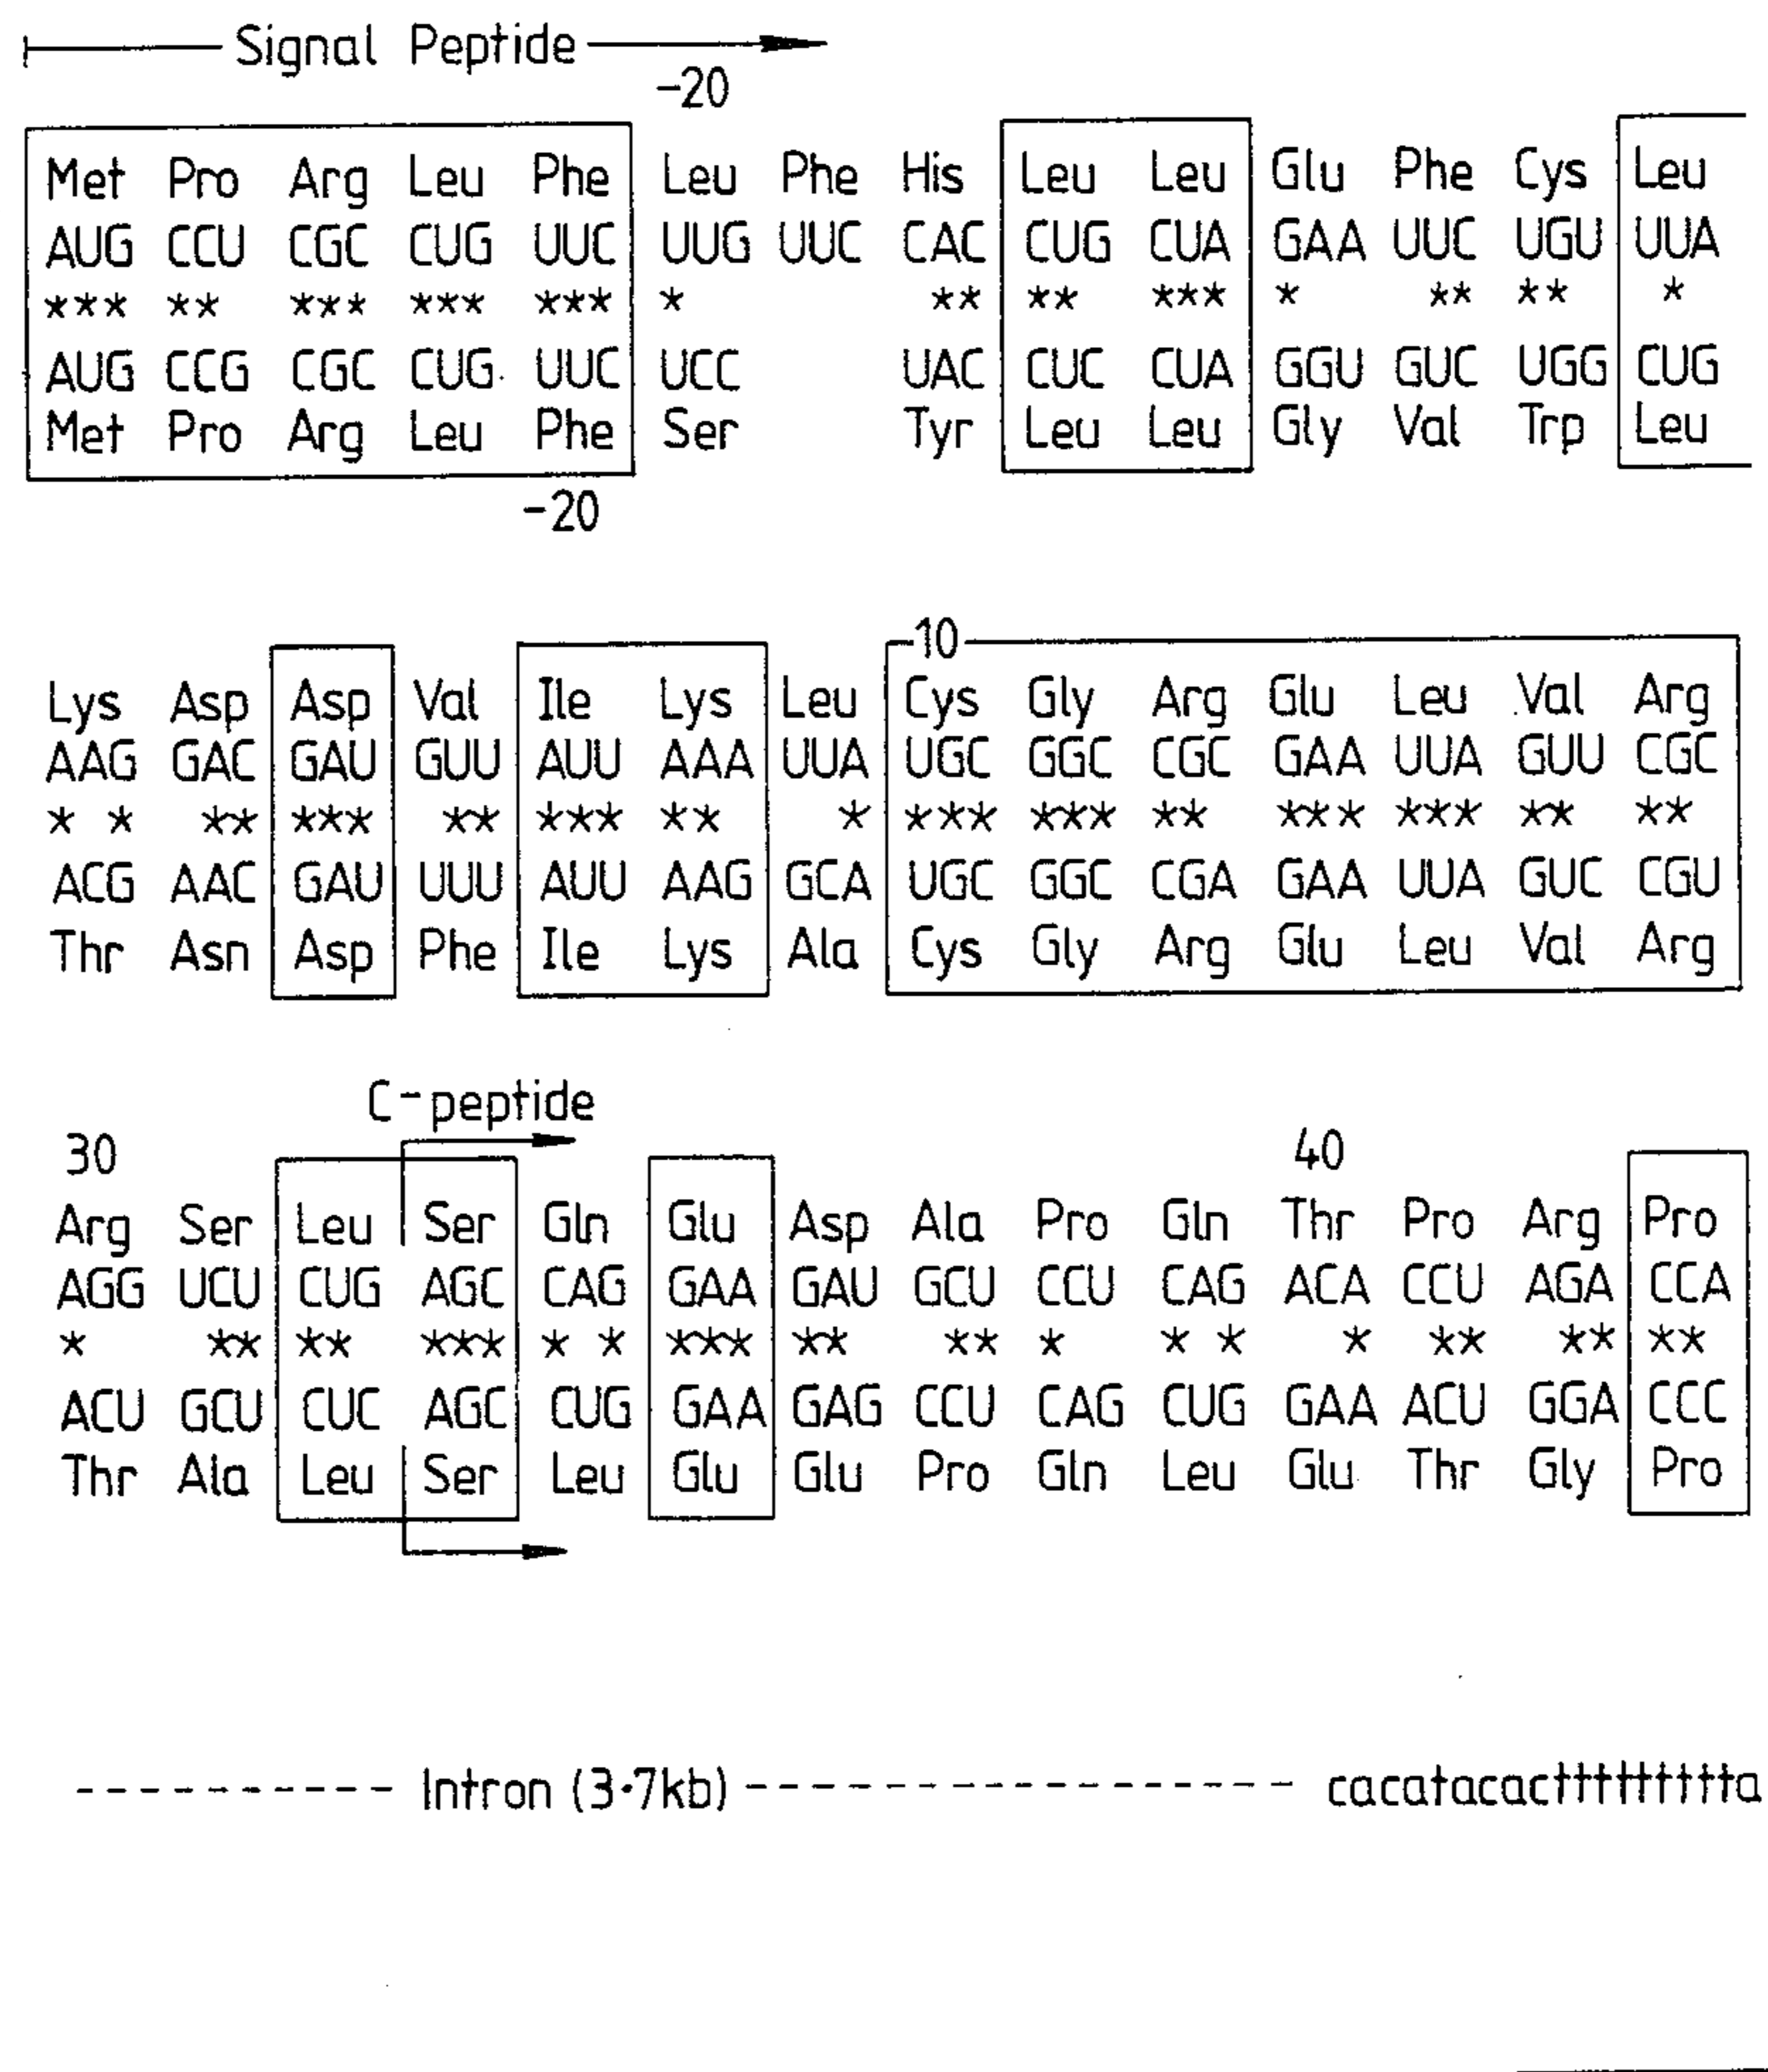 Signal Peptide
-20
Met Pro Arg Leu Phe Leu Phe His Leu Leu Glu Phe Cys Leu
AUG CCU CGC CUG UUC UUG UUC CAC CUG CUA GAA UUC UGU UUA
*** ** *** *** *** * ** ** *** * ** ** *
AUG CCG CGC CUG UUC UCC UAC CUC CUA GGU GUC UGG CUG
Met Pro Arg Leu Phe Ser Tyr Leu Leu Gly Val Trp Leu
-20
-10
Lys Asp Asp Val Ile Lys Leu Cys Gly Arg Glu Leu Val Arg
AAG GAC GAU GUU AUU AAA UUA UGC GGC CGC GAA UUA GUU CGC
* * ** *** ** *** ** * *** *** ** *** *** ** **
ACG AAC GAU UUU AUU AAG GCA UGC GGC CGA GAA UUA GUC CGU
Thr Asn Asp Phe Ile Lys Ala Cys Gly Arg Glu Leu Val Arg
C-peptide
30 40
Arg Ser Leu Ser Gln Glu Asp Ala Pro Gln Thr Pro Arg Pro
AGG UCU CUG AGC CAG GAA GAU GCU CCU CAG ACA CCU AGA CCA
* ** ** *** * * *** ** ** * * * * ** ** **
ACU GCU CUC AGC CUG GAA GAG CCU CAG CUG GAA ACU GGA CCC
Thr Ala Leu Ser Leu Glu Glu Pro Gln Leu Glu Thr Gly Pro
Intron (3·7kb) cacatacacttttttttta